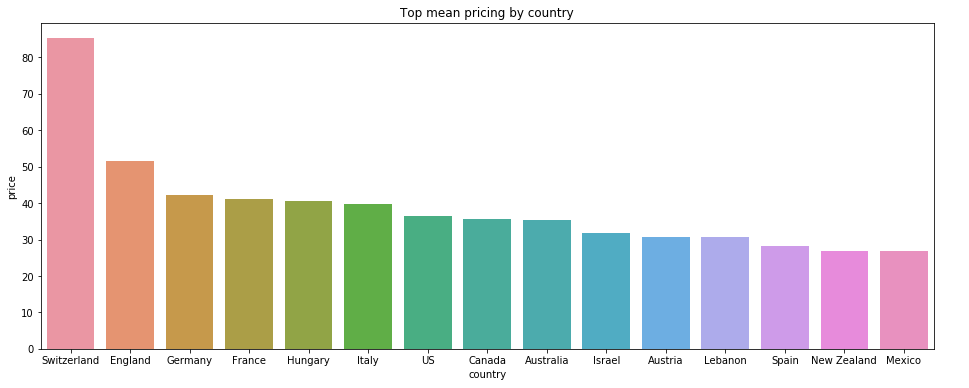 Top mean pricing by country
80
70
60
50
40
30
20
10
0
price
Switzerland England Germany France Hungary Italy US Canada Australia Israel Austria Lebanon Spain New Zealand Mexico
country